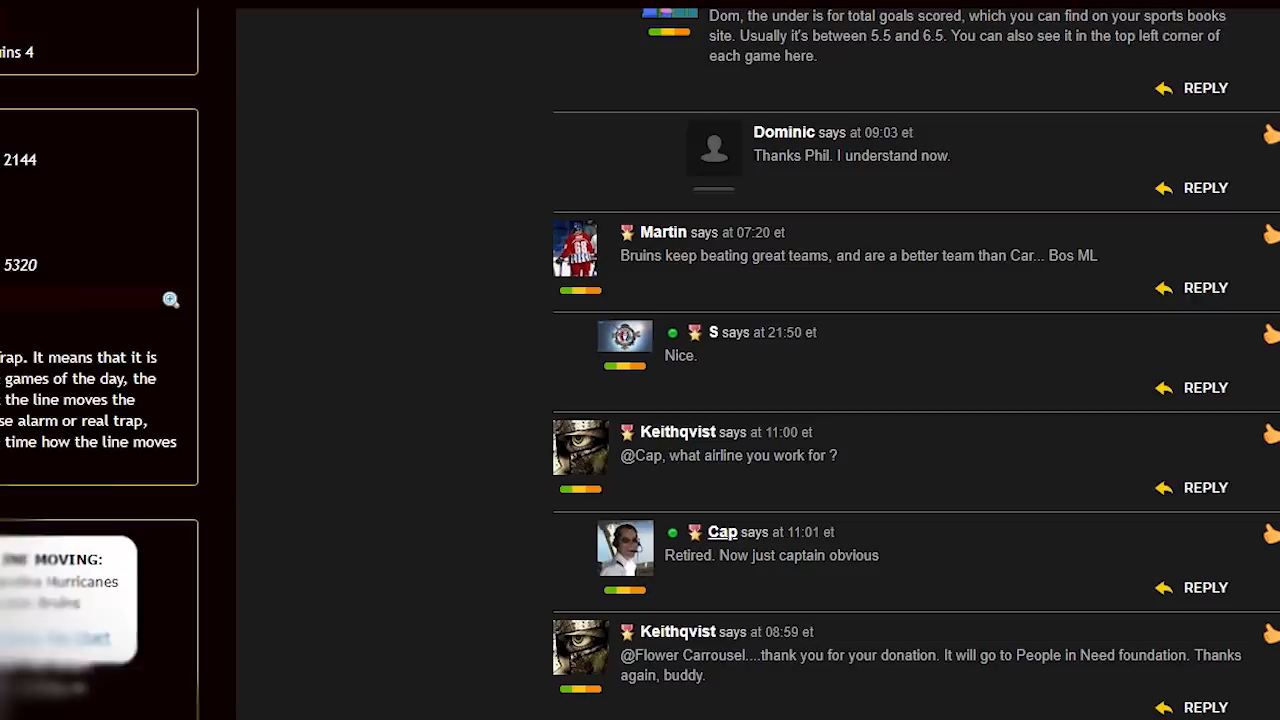 ins 4
2144
5320
rap. It means that it is
games of the day, the
the line moves the
se alarm or real trap,
time how the line moves
MOVING:
Hurricanes
Bruins
Dom, the under is for total goals scored, which you can find on your sports books
site. Usually it's between 5.5 and 6.5. You can also see it in the top left corner of
each game here.
REPLY
Dominic says at 09:03 et
Thanks Phil. I understand now.
REPLY
Martin says at 07:20 et
Bruins keep beating great teams, and are a better team than Car... Bos ML
REPLY
S says at 21:50 et
Nice.
REPLY
Keithqvist says at 11:00 et
@Cap, what airline you work for ?
REPLY
Cap says at 11:01 et
Retired. Now just captain obvious
REPLY
Keithqvist says at 08:59 et
@Flower Carrousel....thank you for your donation. It will go to People in Need foundation. Thanks
again, buddy.
REPLY